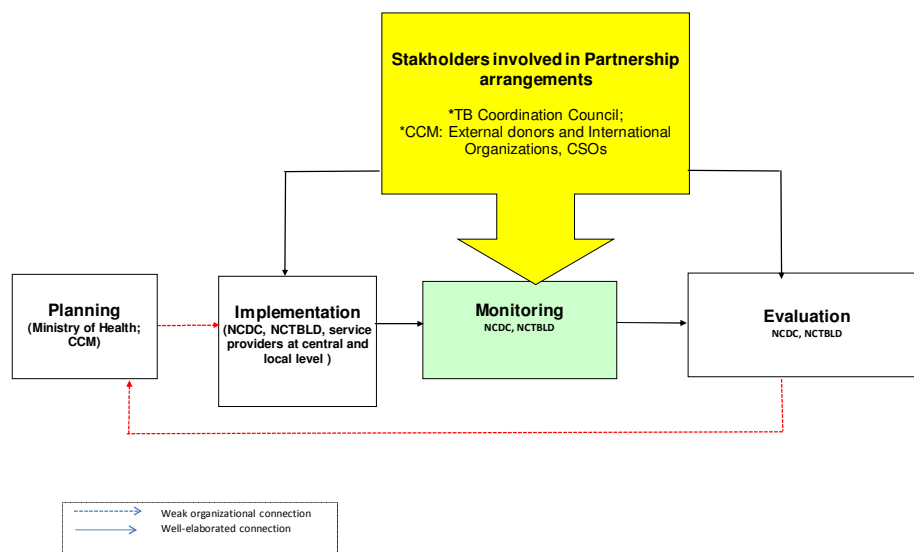 Stakholders involved in Partnership
arrangements
*TB Coordination Council;
*CCM: External donors and International
Organizations, CSOs
Planning
(Ministry of Health;
CCM)
Implementation
(NCDC, NCTBLD, service
providers at central and
local level )
Monitoring
NCDC, NCTBLD
Evaluation
NCDC, NCTBLD
Weak organizational connection
Well-elaborated connection